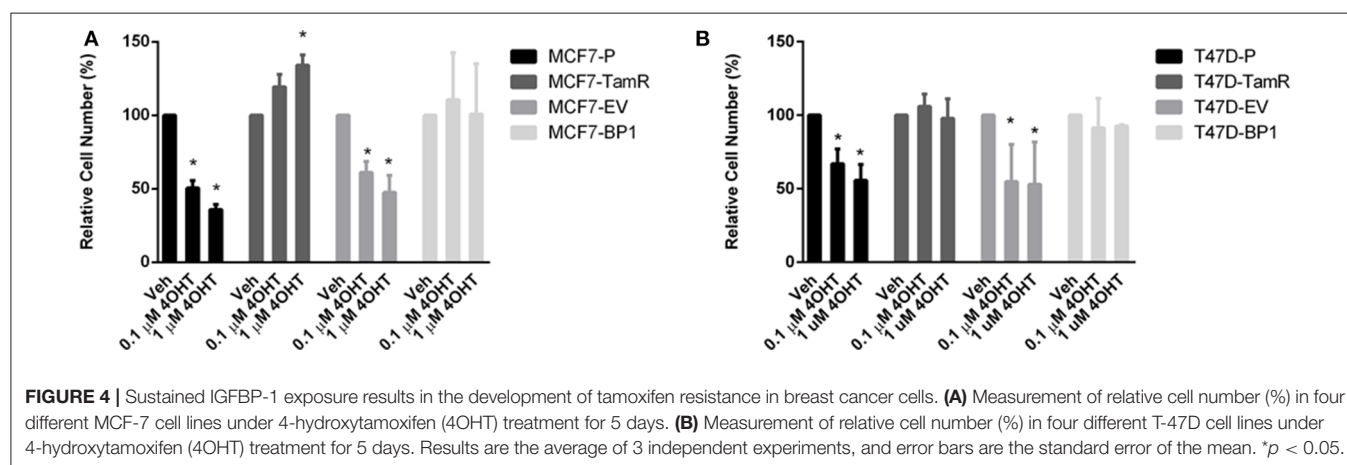 A
150
100
50
0
Relative Cell Number (%)
*
*
*
*
*
MCF7-P
MCF7-TamR
MCF7-EV
MCF7-BP1
Veh
0.1 µM 4OHT
1 µM 4OHT
Veh
0.1 µM 4OHT
1 µM 4OHT
Veh
0.1 µM 4OHT
1 µM 4OHT
Veh
0.1 µM 4OHT
1 µM 4OHT
B
150
100
50
0
Relative Cell Number (%)
*
*
*
*
T47D-P
T47D-TamR
T47D-EV
T47D-BP1
Veh
0.1 µM 4OHT
1 uM 4OHT
Veh
0.1 µM 4OHT
1 uM 4OHT
Veh
0.1 µM 4OHT
1 uM 4OHT
Veh
0.1 µM 4OHT
1 uM 4OHT
FIGURE 4 | Sustained IGFBP-1 exposure results in the development of tamoxifen resistance in breast cancer cells. (A) Measurement of relative cell number (%) in four
different MCF-7 cell lines under 4-hydroxytamoxifen (4OHT) treatment for 5 days. (B) Measurement of relative cell number (%) in four different T-47D cell lines under
4-hydroxytamoxifen (4OHT) treatment for 5 days. Results are the average of 3 independent experiments, and error bars are the standard error of the mean. *p < 0.05.